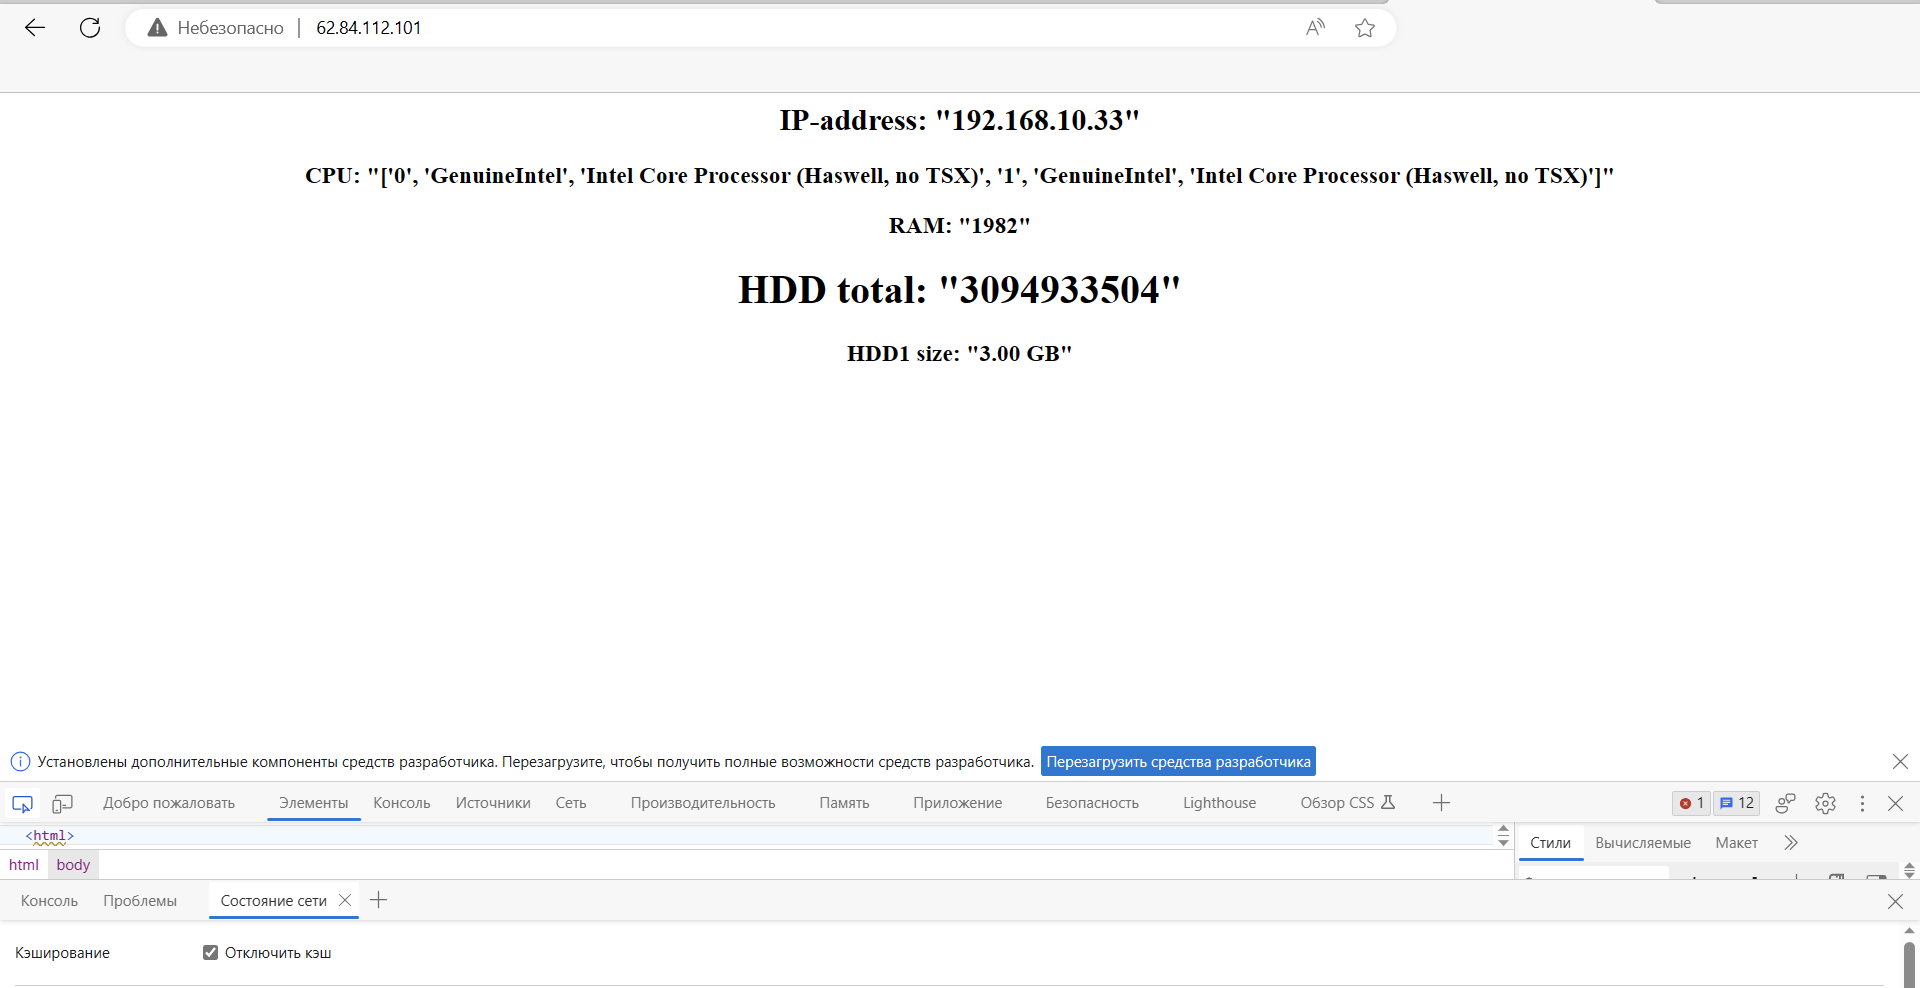 Небезопасно | 62.84.112.101
IP-address: "192.168.10.33"
CPU: "['0', 'GenuineIntel', 'Intel Core Processor (Haswell, no TSX)', '1', 'GenuineIntel', 'Intel Core Processor (Haswell, no TSX)']"
RAM: "1982"
HDD total: "3094933504"
HDD1 size: "3.00 GB"
Установлены дополнительные компоненты средств разработчика. Перезагрузите, чтобы получить полные возможности средств разработчика. Перезагрузить средства разработчика
Добро пожаловать Элементы Консоль Источники Сеть Производительность Память Приложение Безопасность Lighthouse Обзор CSS 1 12
<html>
Стили Вычисляемые Макет
html body
Консоль Проблемы Состояние сети
Кэширование Отключить кэш